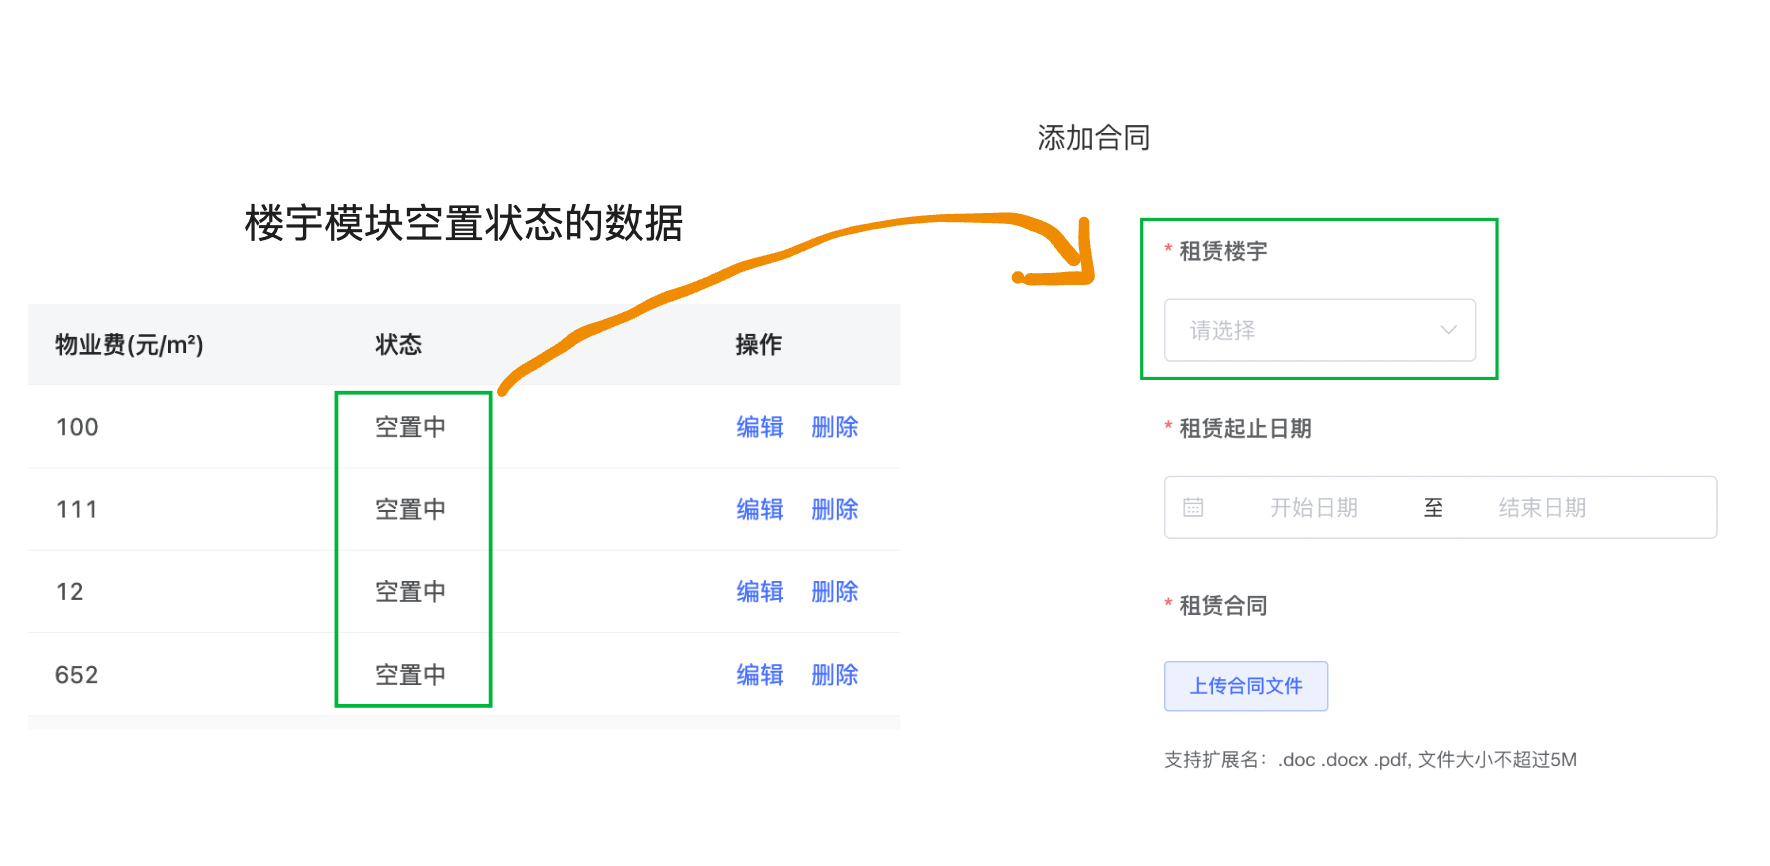 添加合同
楼宇模块空置状态的数据
物业费(元/m²) 状态 操作
100 空置中 编辑 删除
111 空置中 编辑 删除
12 空置中 编辑 删除
652 空置中 编辑 删除
* 租赁楼宇
请选择
* 租赁起止日期
开始日期 至 结束日期
* 租赁合同
上传合同文件
支持扩展名：.doc .docx .pdf, 文件大小不超过5M